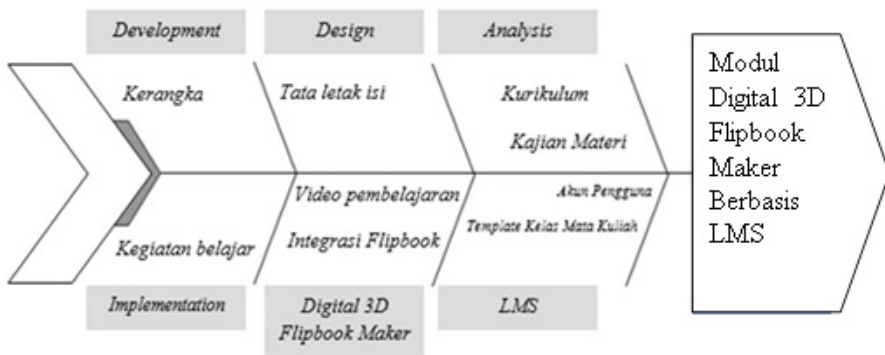 Development
Design
Analysis
Kerangka
Tata letak isi
Kurikulum
Kajian Materi
Video pembelajaran
Integrasi Flipbook
Akun Pengguna
Template Kelas Mata Kuliah
Kegiatan belajar
Implementation
Digital 3D
Flipbook Maker
LMS
Modul
Digital 3D
Flipbook
Maker
Berbasis
LMS